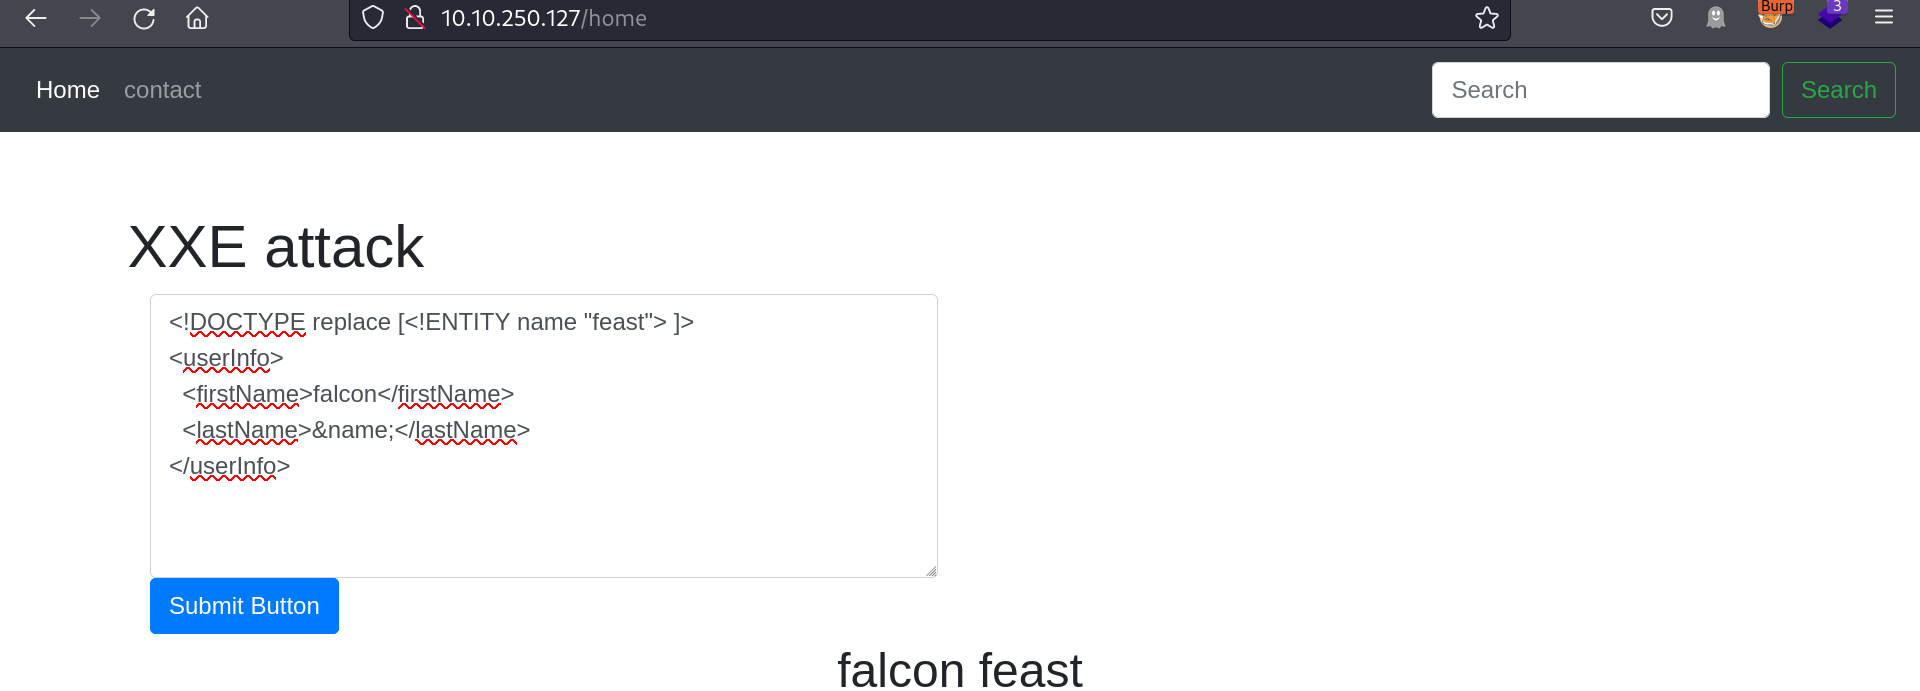 10.10.250.127/home
Burp
3
Home contact
Search Search
XXE attack
<!DOCTYPE replace [<!ENTITY name "feast"> ]>
<userInfo>
<firstName>falcon</firstName>
<lastName>&name;</lastName>
</userInfo>
Submit Button
falcon feast